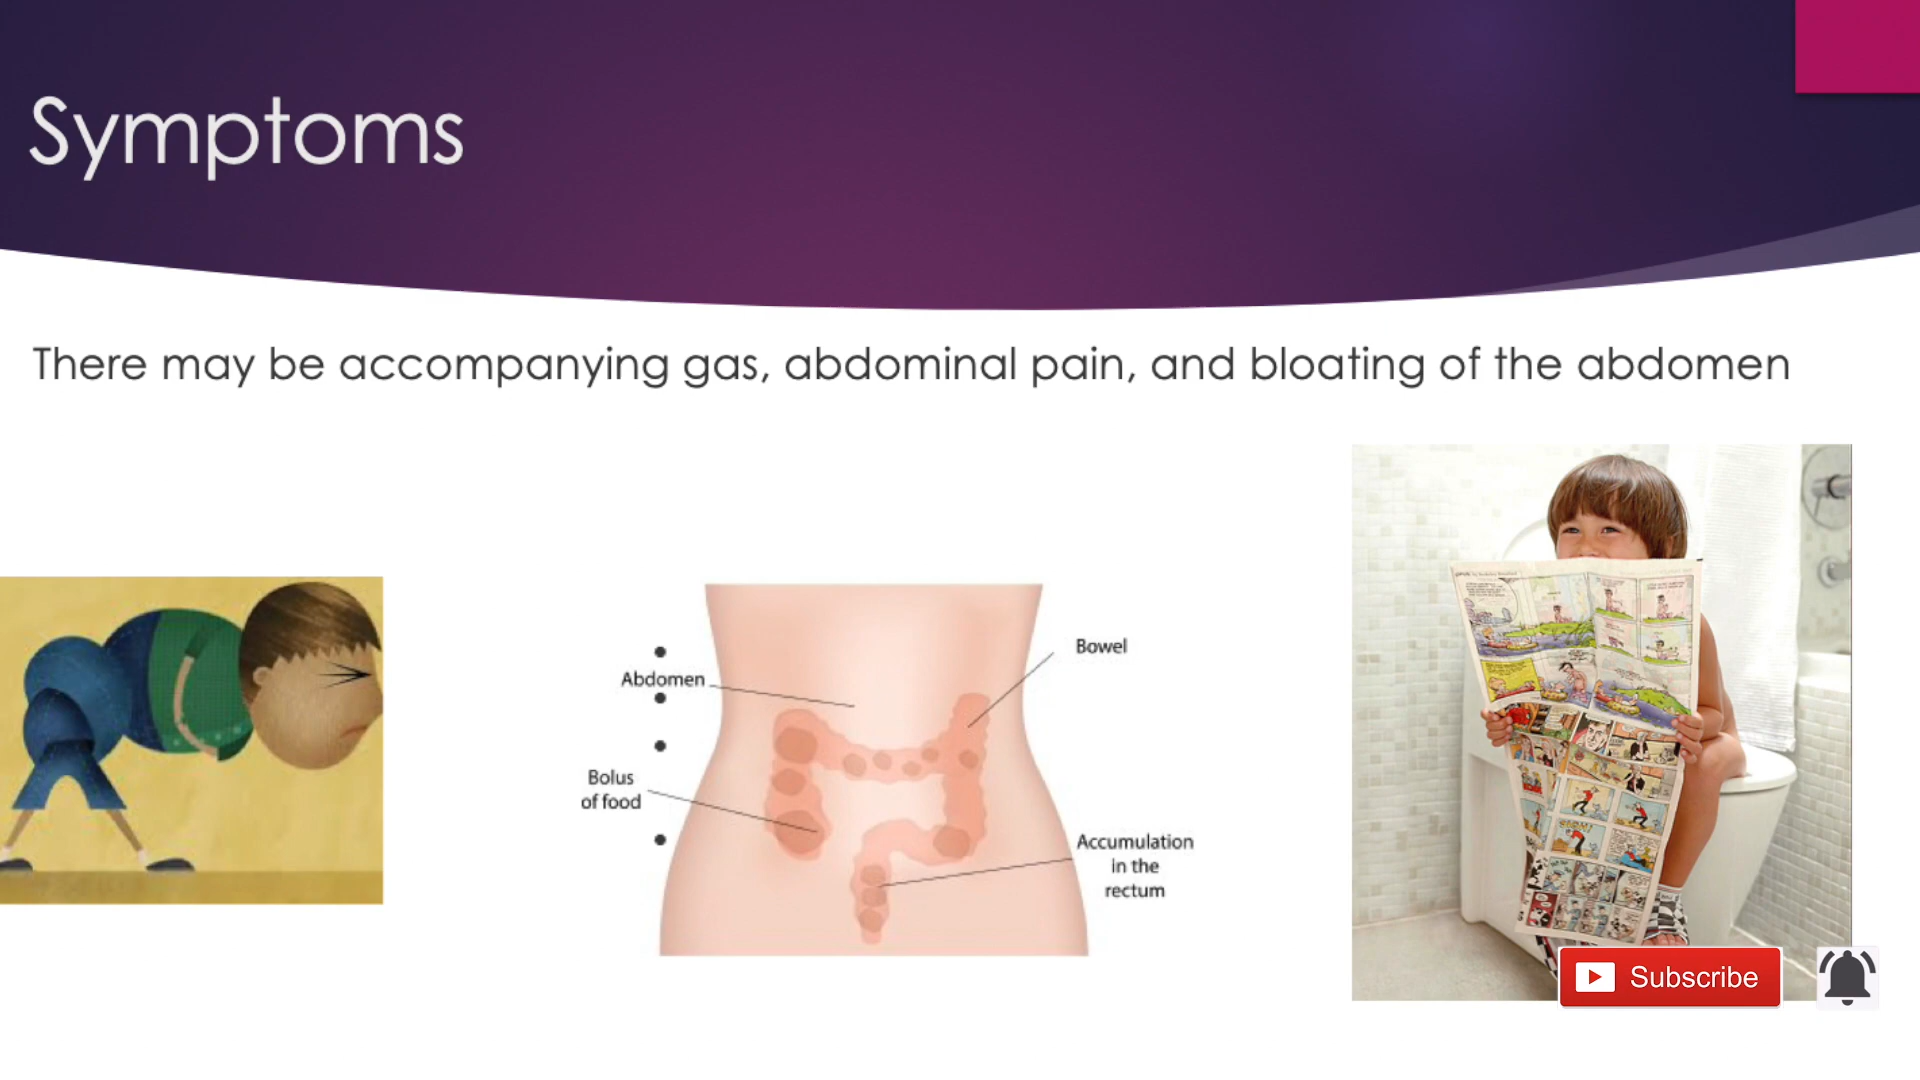 Symptoms
There may be accompanying gas, abdominal pain, and bloating of the abdomen
Bowel
Abdomen
Bolus
of food
Accumulation
in the
rectum
Subscribe